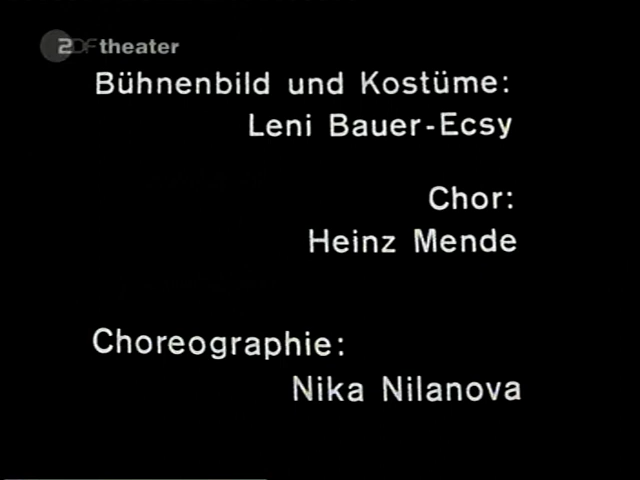 ZDFtheater
Bühnenbild und Kostüme:
Leni Bauer-Ecsy
Chor:
Heinz Mende
Choreographie:
Nika Nilanova